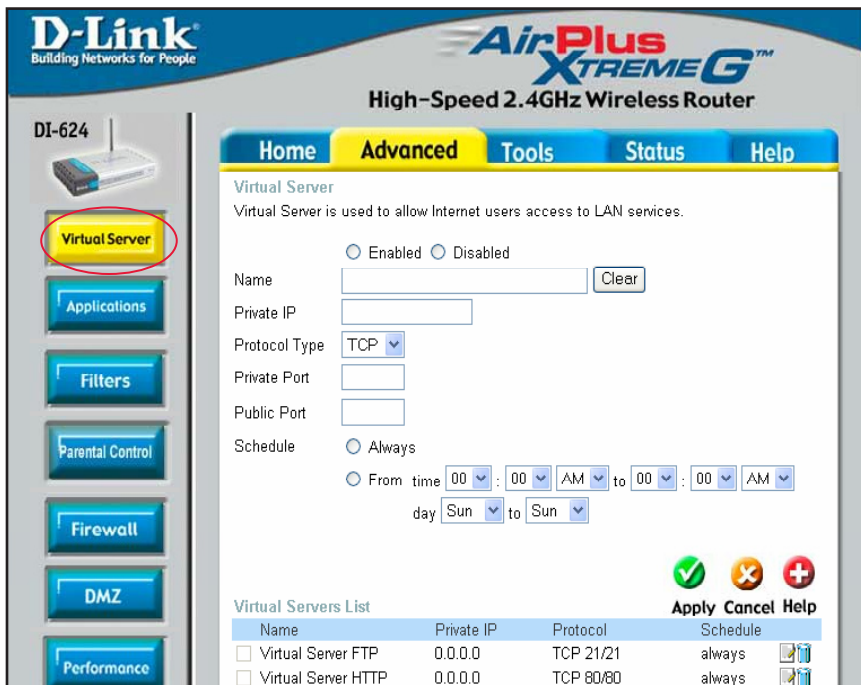 D-Link
Building Networks for People
AirPlus
XTREME G™
High-Speed 2.4GHz Wireless Router
DI-624
Home Advanced Tools Status Help
Virtual Server
Applications
Filters
Parental Control
Firewall
DMZ
Performance
Virtual Server
Virtual Server is used to allow Internet users access to LAN services.
Enabled Disabled
Name Clear
Private IP
Protocol Type TCP
Private Port
Public Port
Schedule Always
From time 00 : 00 AM to 00 : 00 AM
day Sun to Sun
Apply Cancel Help
Virtual Servers List
Name Private IP Protocol Schedule
Virtual Server FTP 0.0.0.0 TCP 21/21 always
Virtual Server HTTP 0.0.0.0 TCP 80/80 always